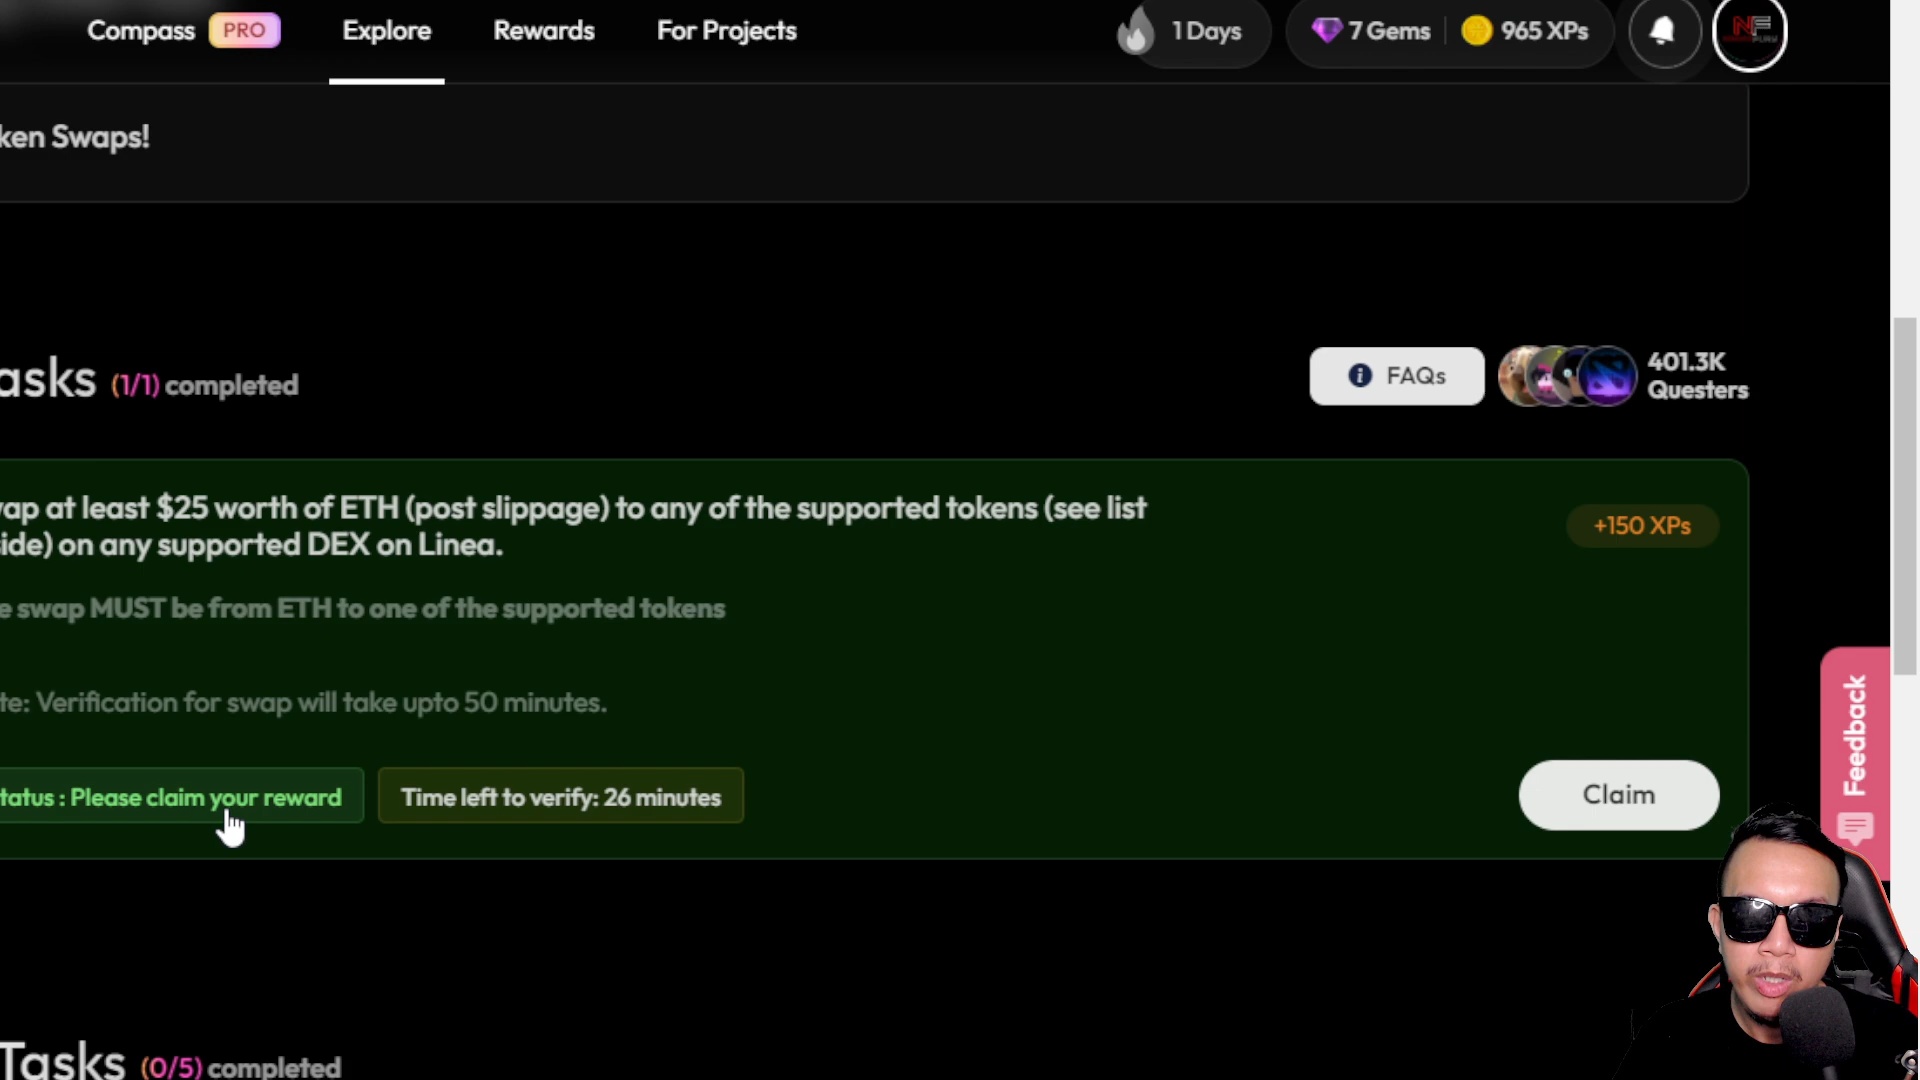 Compass PRO Explore Rewards For Projects 1 Days 7 Gems 965 XPs
ken Swaps!
asks (1/1) completed
FAQs
401.3K
Questers
ap at least $25 worth of ETH (post slippage) to any of the supported tokens (see list
ide) on any supported DEX on Linea.
+150 XPs
e swap MUST be from ETH to one of the supported tokens
te: Verification for swap will take upto 50 minutes.
tatus : Please claim your reward
Time left to verify: 26 minutes
Claim
Feedback
Tasks (0/5) completed